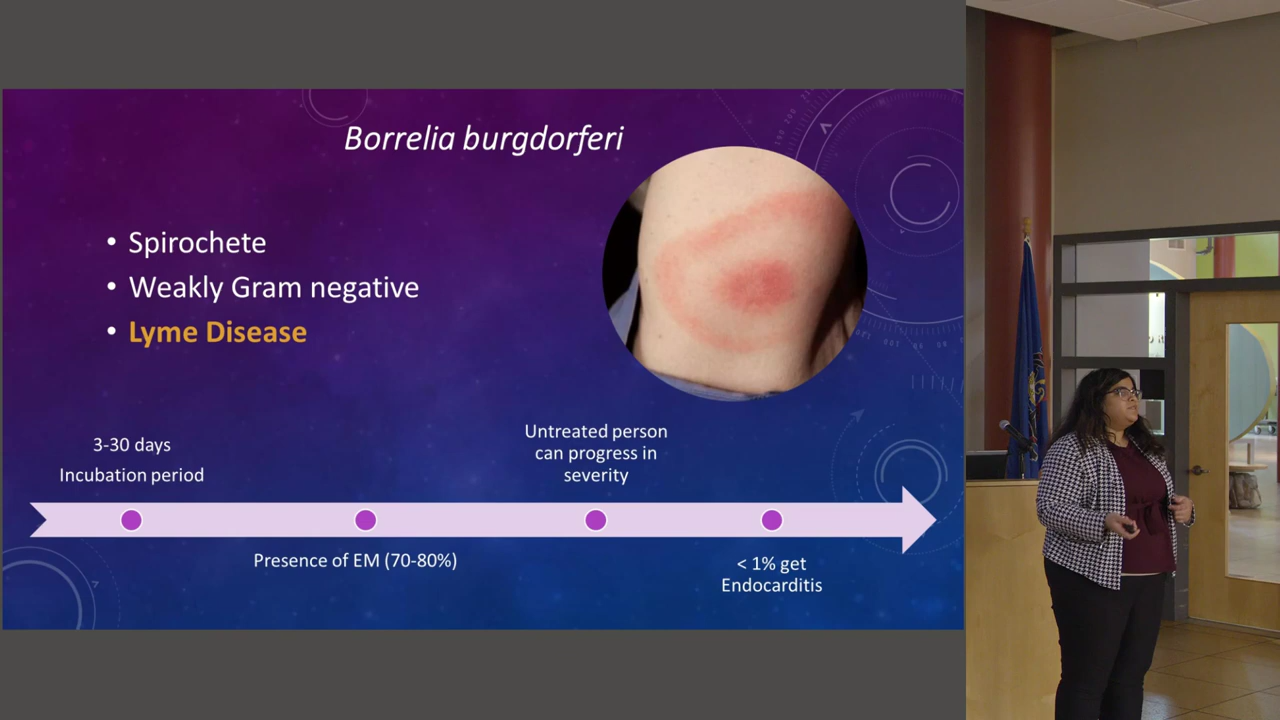 Borrelia burgdorferi
• Spirochete
• Weakly Gram negative
• Lyme Disease
3-30 days
Incubation period
Presence of EM (70-80%)
Untreated person
can progress in
severity
< 1% get
Endocarditis